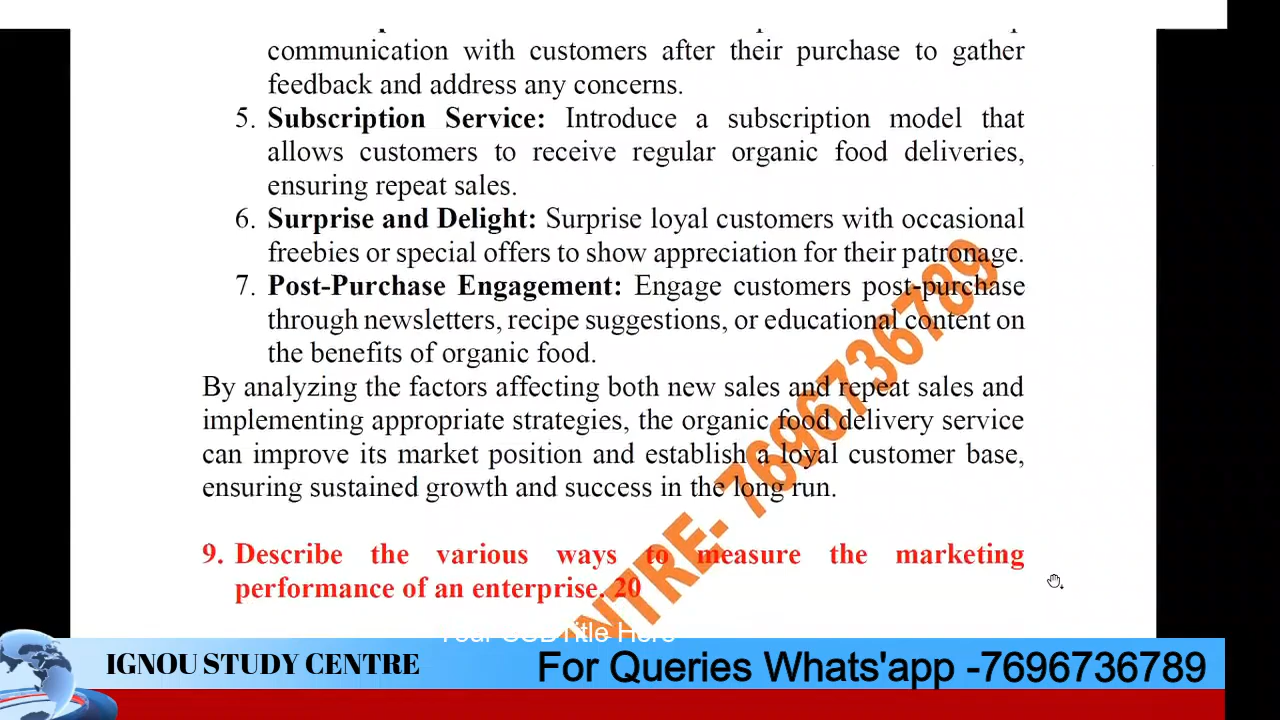 communication with customers after their purchase to gather
feedback and address any concerns.
5. Subscription Service: Introduce a subscription model that
allows customers to receive regular organic food deliveries,
ensuring repeat sales.
6. Surprise and Delight: Surprise loyal customers with occasional
freebies or special offers to show appreciation for their patronage.
7. Post-Purchase Engagement: Engage customers post-purchase
through newsletters, recipe suggestions, or educational content on
the benefits of organic food.
By analyzing the factors affecting both new sales and repeat sales and
implementing appropriate strategies, the organic food delivery service
can improve its market position and establish a loyal customer base,
ensuring sustained growth and success in the long run.
9. Describe the various ways to measure the marketing
performance of an enterprise. 20
NTRE- 7696736789
Your SUBTitle Here
IGNOU STUDY CENTRE
For Queries Whats'app -7696736789